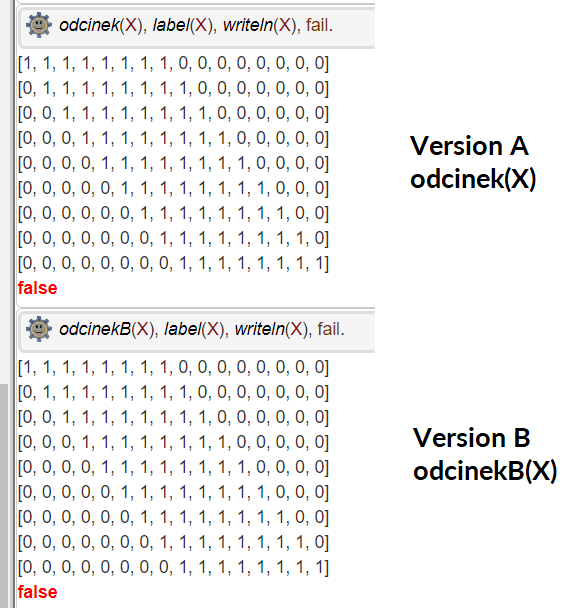 odcinek(X), label(X), writeln(X), fail.
[1, 1, 1, 1, 1, 1, 1, 1, 0, 0, 0, 0, 0, 0, 0, 0]
[0, 1, 1, 1, 1, 1, 1, 1, 1, 0, 0, 0, 0, 0, 0, 0]
[0, 0, 1, 1, 1, 1, 1, 1, 1, 1, 0, 0, 0, 0, 0, 0]
[0, 0, 0, 1, 1, 1, 1, 1, 1, 1, 1, 0, 0, 0, 0, 0]
[0, 0, 0, 0, 1, 1, 1, 1, 1, 1, 1, 1, 0, 0, 0, 0]
[0, 0, 0, 0, 0, 1, 1, 1, 1, 1, 1, 1, 1, 0, 0, 0]
[0, 0, 0, 0, 0, 0, 1, 1, 1, 1, 1, 1, 1, 1, 0, 0]
[0, 0, 0, 0, 0, 0, 0, 1, 1, 1, 1, 1, 1, 1, 1, 0]
[0, 0, 0, 0, 0, 0, 0, 0, 1, 1, 1, 1, 1, 1, 1, 1]
false
Version A
odcinek(X)
odcinekB(X), label(X), writeln(X), fail.
[1, 1, 1, 1, 1, 1, 1, 1, 0, 0, 0, 0, 0, 0, 0, 0]
[0, 1, 1, 1, 1, 1, 1, 1, 1, 0, 0, 0, 0, 0, 0, 0]
[0, 0, 1, 1, 1, 1, 1, 1, 1, 1, 0, 0, 0, 0, 0, 0]
[0, 0, 0, 1, 1, 1, 1, 1, 1, 1, 1, 0, 0, 0, 0, 0]
[0, 0, 0, 0, 1, 1, 1, 1, 1, 1, 1, 1, 0, 0, 0, 0]
[0, 0, 0, 0, 0, 1, 1, 1, 1, 1, 1, 1, 1, 0, 0, 0]
[0, 0, 0, 0, 0, 0, 1, 1, 1, 1, 1, 1, 1, 1, 0, 0]
[0, 0, 0, 0, 0, 0, 0, 1, 1, 1, 1, 1, 1, 1, 1, 0]
[0, 0, 0, 0, 0, 0, 0, 0, 1, 1, 1, 1, 1, 1, 1, 1]
false
Version B
odcinekB(X)